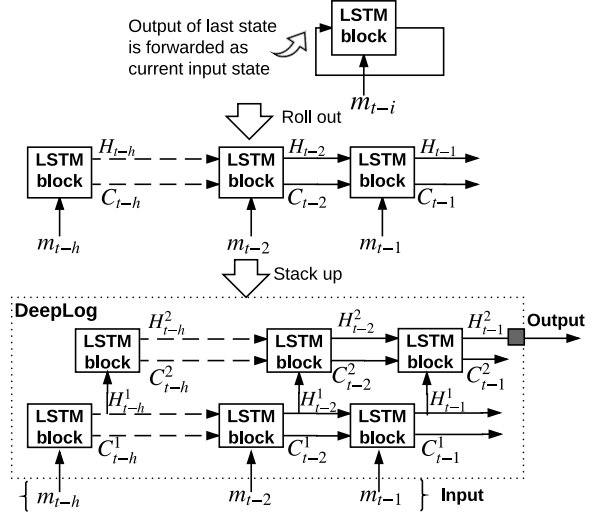 Output of last state
is forwarded as
current input state
LSTM
block
m_{t-i}
Roll out
LSTM
block
H_{t-h}
C_{t-h}
LSTM
block
H_{t-2}
C_{t-2}
LSTM
block
H_{t-1}
C_{t-1}
m_{t-h}
m_{t-2}
m_{t-1}
Stack up
DeepLog
LSTM
block
H^2_{t-h}
C^2_{t-h}
LSTM
block
H^2_{t-2}
C^2_{t-2}
LSTM
block
H^2_{t-1}
C^2_{t-1}
Output
LSTM
block
H^1_{t-h}
C^1_{t-h}
LSTM
block
H^1_{t-2}
C^1_{t-2}
LSTM
block
H^1_{t-1}
C^1_{t-1}
{ m_{t-h} m_{t-2} m_{t-1} } Input